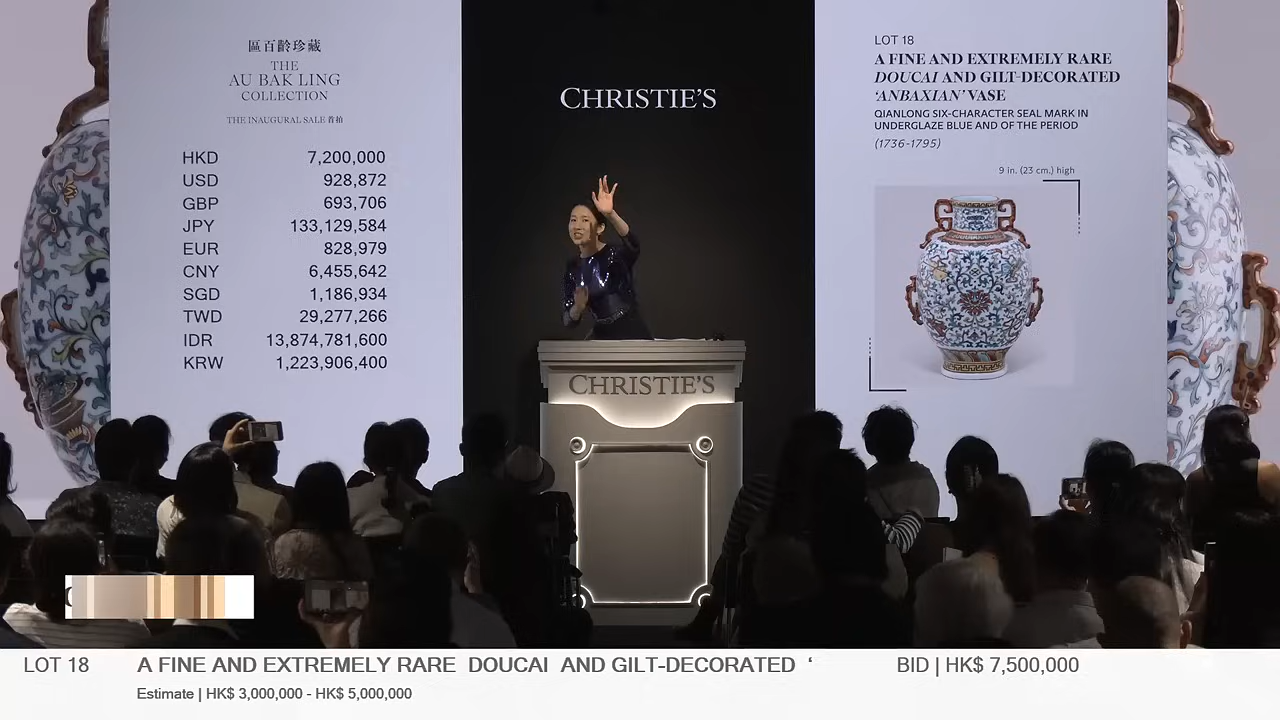 區百齡珍藏
THE
AU BAK LING
COLLECTION
THE INAUGURAL SALE 首拍
HKD 7,200,000
USD 928,872
GBP 693,706
JPY 133,129,584
EUR 828,979
CNY 6,455,642
SGD 1,186,934
TWD 29,277,266
IDR 13,874,781,600
KRW 1,223,906,400
CHRISTIE'S
CHRISTIE'S
LOT 18
A FINE AND EXTREMELY RARE
DOUCAI AND GILT-DECORATED
‘ANBAXIAN’ VASE
QIANLONG SIX-CHARACTER SEAL MARK IN
UNDERGLAZE BLUE AND OF THE PERIOD
(1736-1795)
9 in. (23 cm.) high
LOT 18 A FINE AND EXTREMELY RARE DOUCAI AND GILT-DECORATED ‘ BID | HK$ 7,500,000
Estimate | HK$ 3,000,000 - HK$ 5,000,000